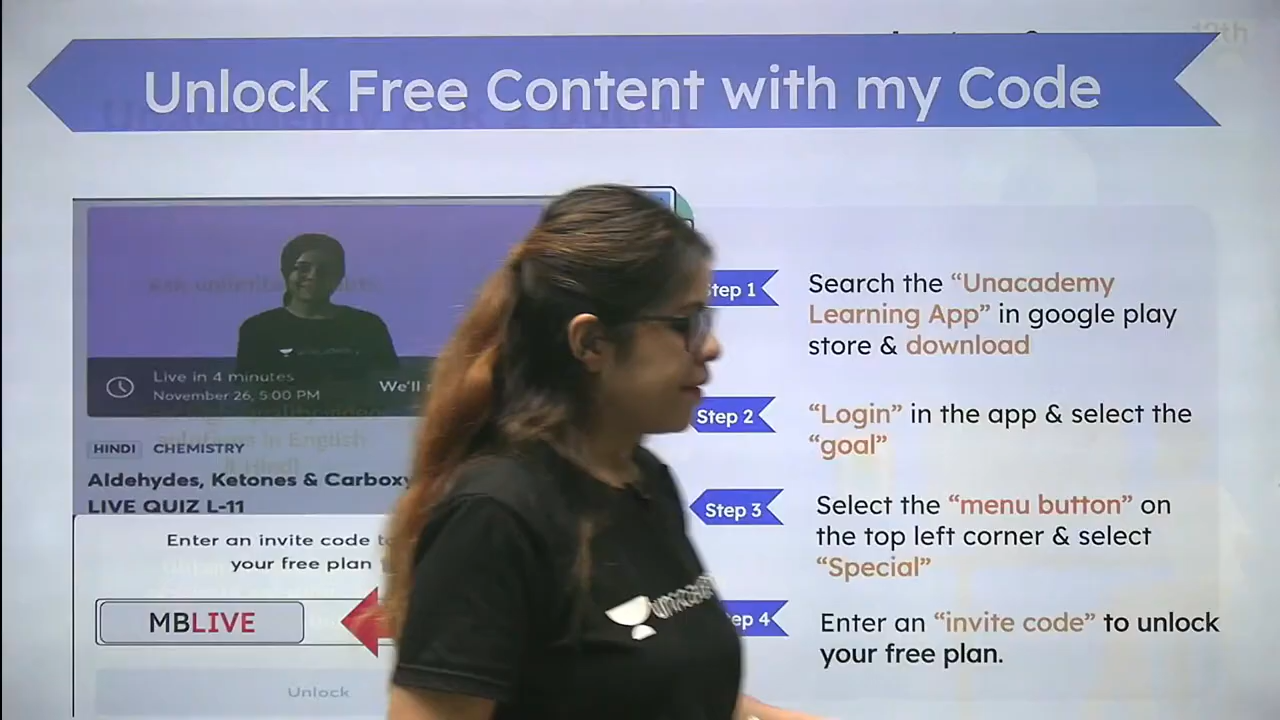 12th
Unlock Free Content with my Code
Live in 4 minutes
November 26, 5:00 PM
We'll
HINDI CHEMISTRY
Aldehydes, Ketones & Carboxy
LIVE QUIZ L-11
Enter an invite code to
your free plan
MBLIVE
Unlock
unacademy
Step 1
Search the “Unacademy
Learning App” in google play
store & download
Step 2
“Login” in the app & select the
“goal”
Step 3
Select the “menu button” on
the top left corner & select
“Special”
ep 4
Enter an “invite code” to unlock
your free plan.